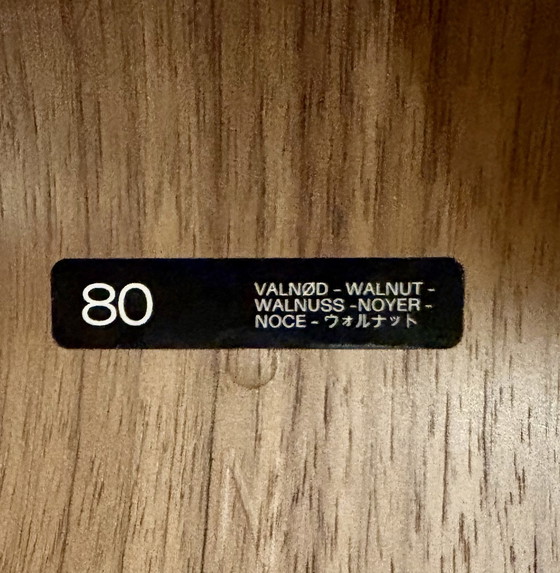 80
VALNØD - WALNUT -
WALNUSS -NOYER -
NOCE - ウォルナット